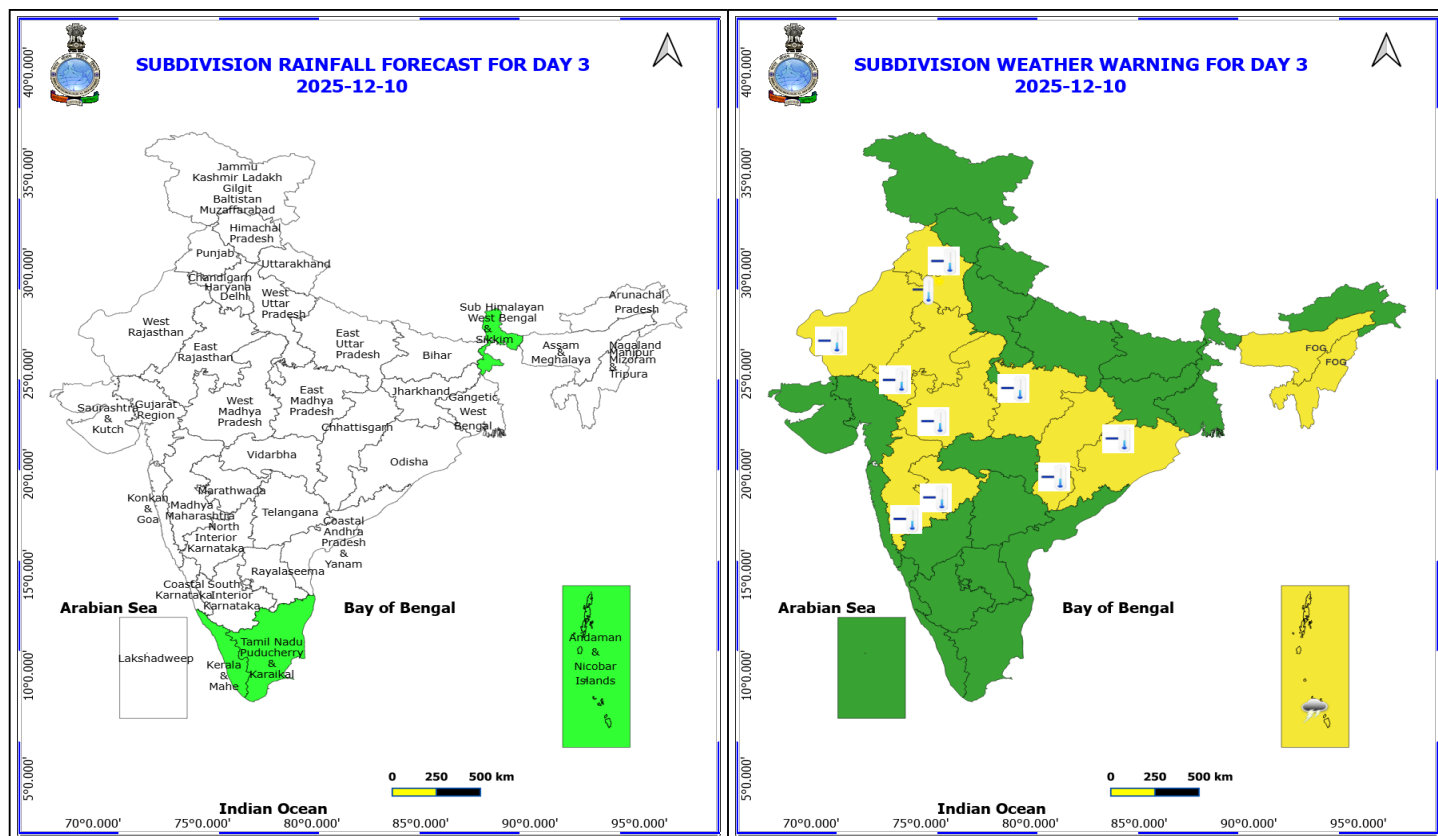 SUBDIVISION RAINFALL FORECAST FOR DAY 3
2025-12-10
40°0.000'
35°0.000'
30°0.000'
25°0.000'
20°0.000'
15°0.000'
10°0.000'
5°0.000'
Jammu
Kashmir Ladakh
Gilgit
Baltistan
Muzaffarabad
Himachal
Pradesh
Punjab
Uttarakhand
Chandigarh
Haryana
Delhi
West
Uttar
Pradesh
Arunachal
Pradesh
Sub Himalayan
West Bengal
&
Sikkim
West
Rajasthan
East
Rajasthan
East
Uttar
Pradesh
Bihar
Assam
&
Meghalaya
Nagaland
Manipur
Mizoram
&
Tripura
Saurashtra
&
Kutch
Gujarat
Region
West
Madhya
Pradesh
East
Madhya
Pradesh
Jharkhand
Gangetic
West
Bengal
Chhattisgarh
Vidarbha
Odisha
Konkan
&
Goa
Madhya
Maharashtra
Marathwada
Telangana
North
Interior
Karnataka
Coastal
Andhra
Pradesh
&
Yanam
Rayalaseema
Coastal
Karnataka
South
Interior
Karnataka
Arabian Sea
Bay of Bengal
Lakshadweep
Kerala
&
Mahe
Tamil Nadu
Puducherry
&
Karaikal
Andaman
&
Nicobar
Islands
0 250 500 km
Indian Ocean
70°0.000' 75°0.000' 80°0.000' 85°0.000' 90°0.000' 95°0.000'
SUBDIVISION WEATHER WARNING FOR DAY 3
2025-12-10
40°0.000'
35°0.000'
30°0.000'
25°0.000'
20°0.000'
15°0.000'
10°0.000'
5°0.000'
FOG
FOG
Arabian Sea
Bay of Bengal
0 250 500 km
Indian Ocean
70°0.000' 75°0.000' 80°0.000' 85°0.000' 90°0.000' 95°0.000'